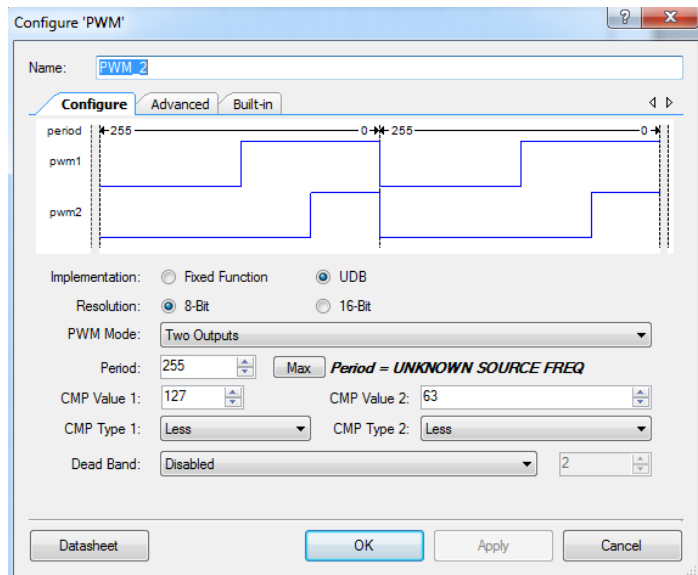 Configure 'PWM'
Name: PWM_2
Configure Advanced Built-in
period 255 0 255 0
pwm1
pwm2
Implementation: Fixed Function UDB
Resolution: 8-Bit 16-Bit
PWM Mode: Two Outputs
Period: 255 Max Period = UNKNOWN SOURCE FREQ
CMP Value 1: 127 CMP Value 2: 63
CMP Type 1: Less CMP Type 2: Less
Dead Band: Disabled 2
Datasheet OK Apply Cancel